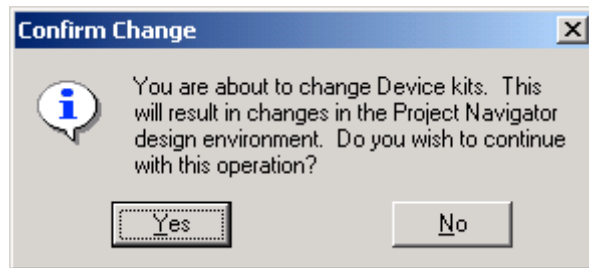 Confirm Change
You are about to change Device kits.  This
will result in changes in the Project Navigator
design environment.  Do you wish to continue
with this operation?
Yes
No